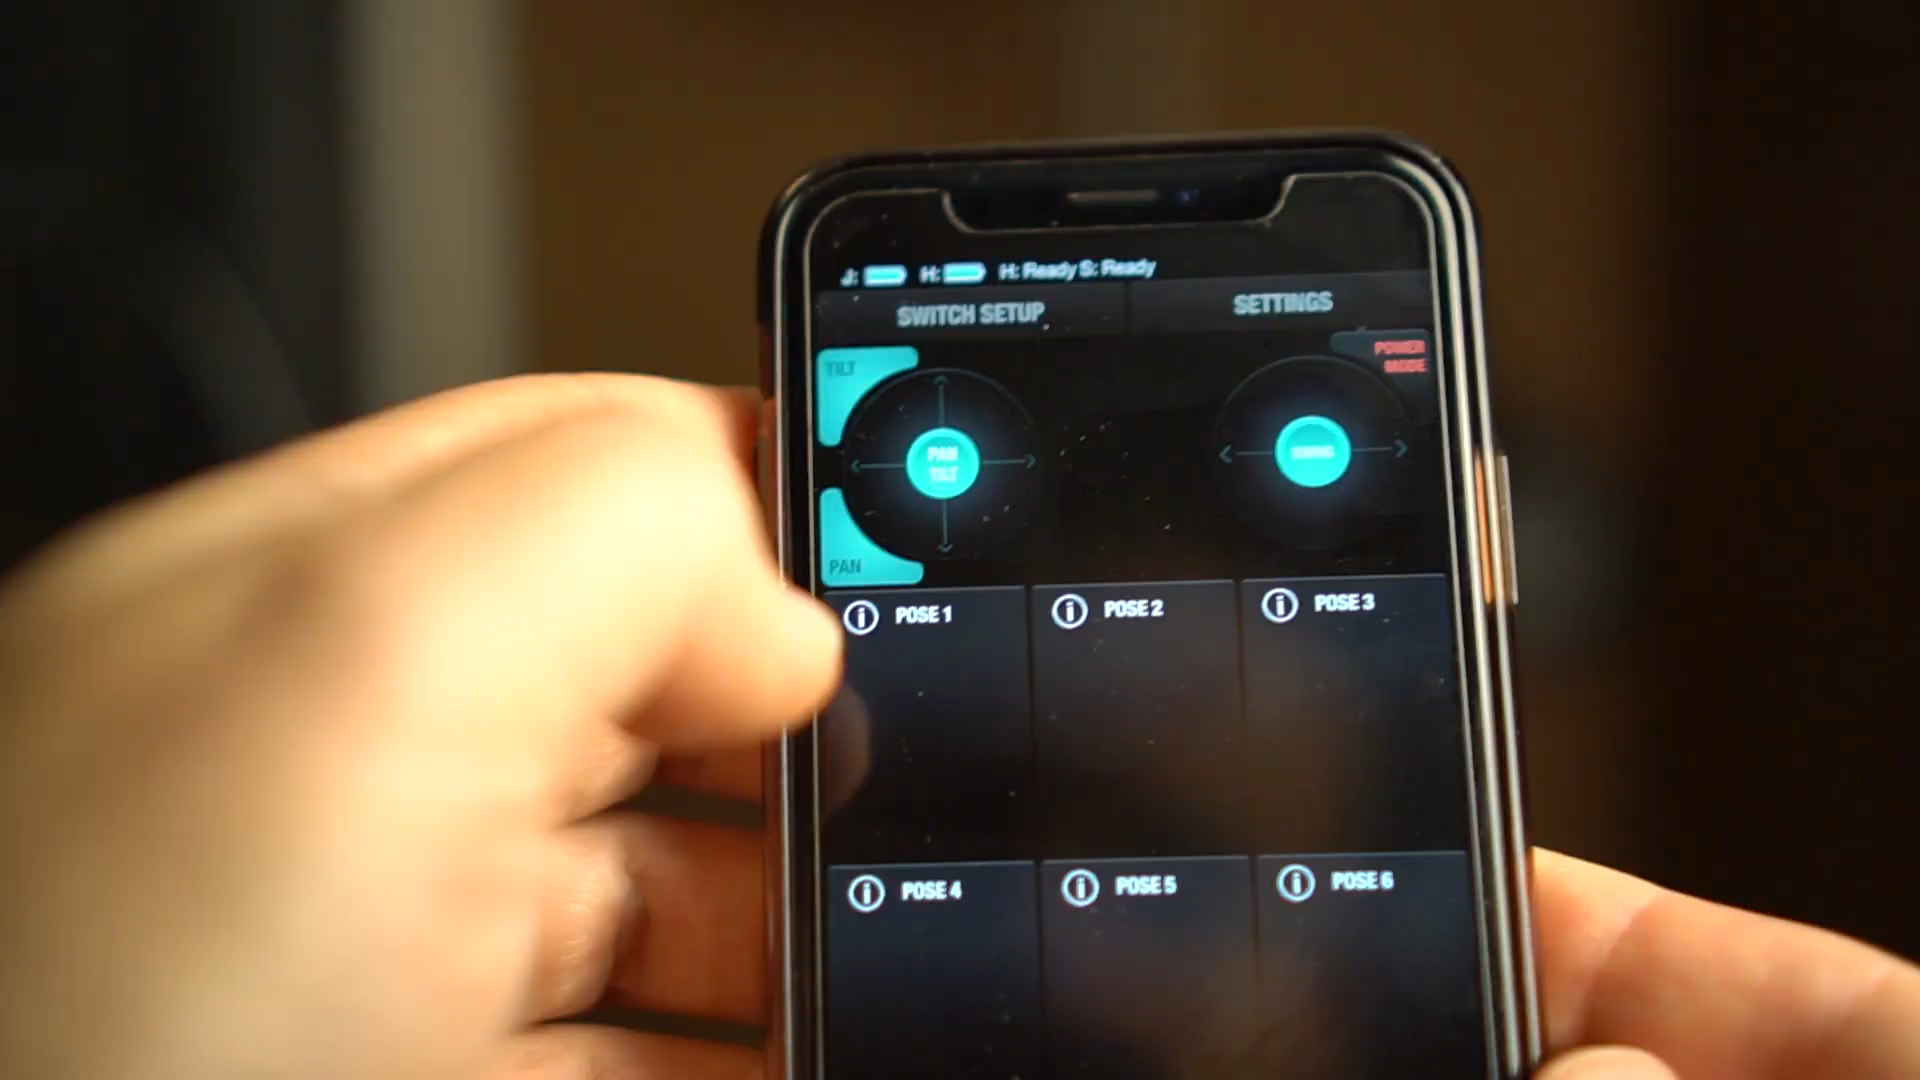 J: H: H: Ready S: Ready
SWITCH SETUP
SETTINGS
POWER
MODE
TILT
PAN
TILT
PAN
POSE 1
POSE 2
POSE 3
POSE 4
POSE 5
POSE 6